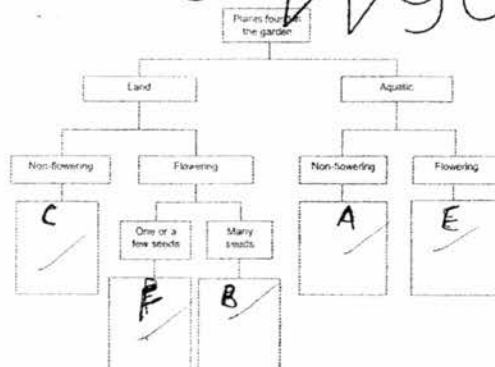 Plants found in
the garden
Land
Aquatic
Non-flowering
Flowering
Non-flowering
Flowering
C
One or a
few seeds
Many
seeds
A
E
B